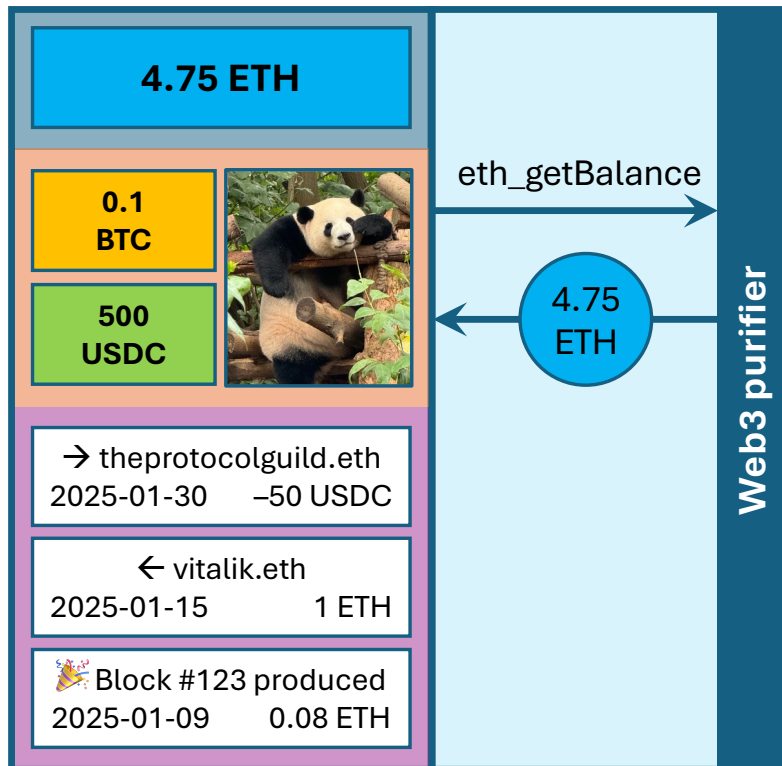 4.75 ETH
0.1
BTC
500
USDC
→ theprotocolguild.eth
2025-01-30 –50 USDC
← vitalik.eth
2025-01-15 1 ETH
🎉 Block #123 produced
2025-01-09 0.08 ETH
eth_getBalance
4.75
ETH
Web3 purifier